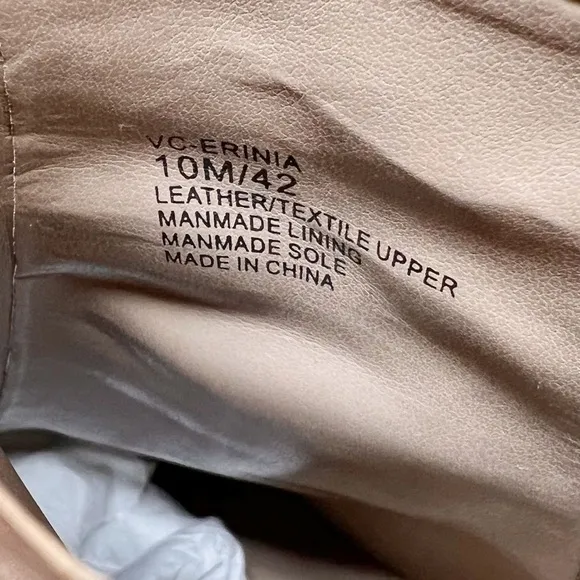 VC-ERINIA
10M/42
LEATHER/TEXTILE UPPER
MANMADE LINING
MANMADE SOLE
MADE IN CHINA